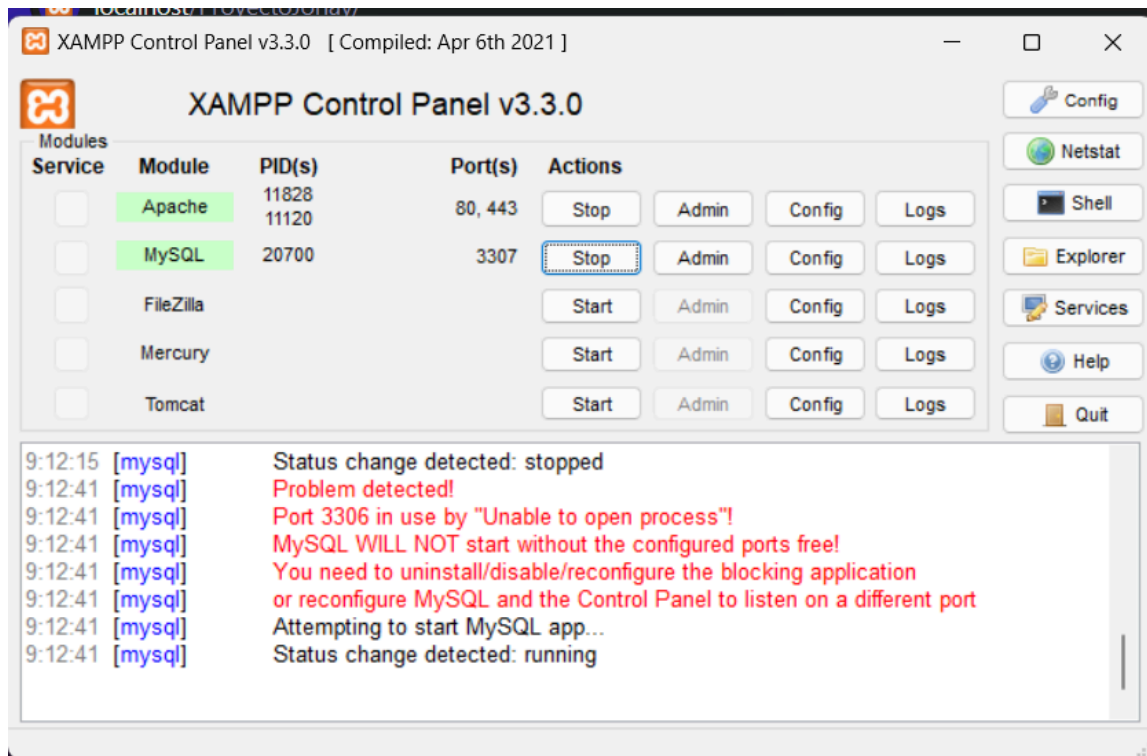 localhost/ProyectoJonay/
XAMPP Control Panel v3.3.0 [ Compiled: Apr 6th 2021 ]
XAMPP Control Panel v3.3.0
Config
Modules
Netstat
Service Module PID(s) Port(s) Actions
Apache 11828 11120 80, 443 Stop Admin Config Logs
Shell
MySQL 20700 3307 Stop Admin Config Logs
Explorer
FileZilla Start Admin Config Logs
Services
Mercury Start Admin Config Logs
Help
Tomcat Start Admin Config Logs
Quit
9:12:15 [mysql] Status change detected: stopped
9:12:41 [mysql] Problem detected!
9:12:41 [mysql] Port 3306 in use by "Unable to open process"!
9:12:41 [mysql] MySQL WILL NOT start without the configured ports free!
9:12:41 [mysql] You need to uninstall/disable/reconfigure the blocking application
9:12:41 [mysql] or reconfigure MySQL and the Control Panel to listen on a different port
9:12:41 [mysql] Attempting to start MySQL app...
9:12:41 [mysql] Status change detected: running